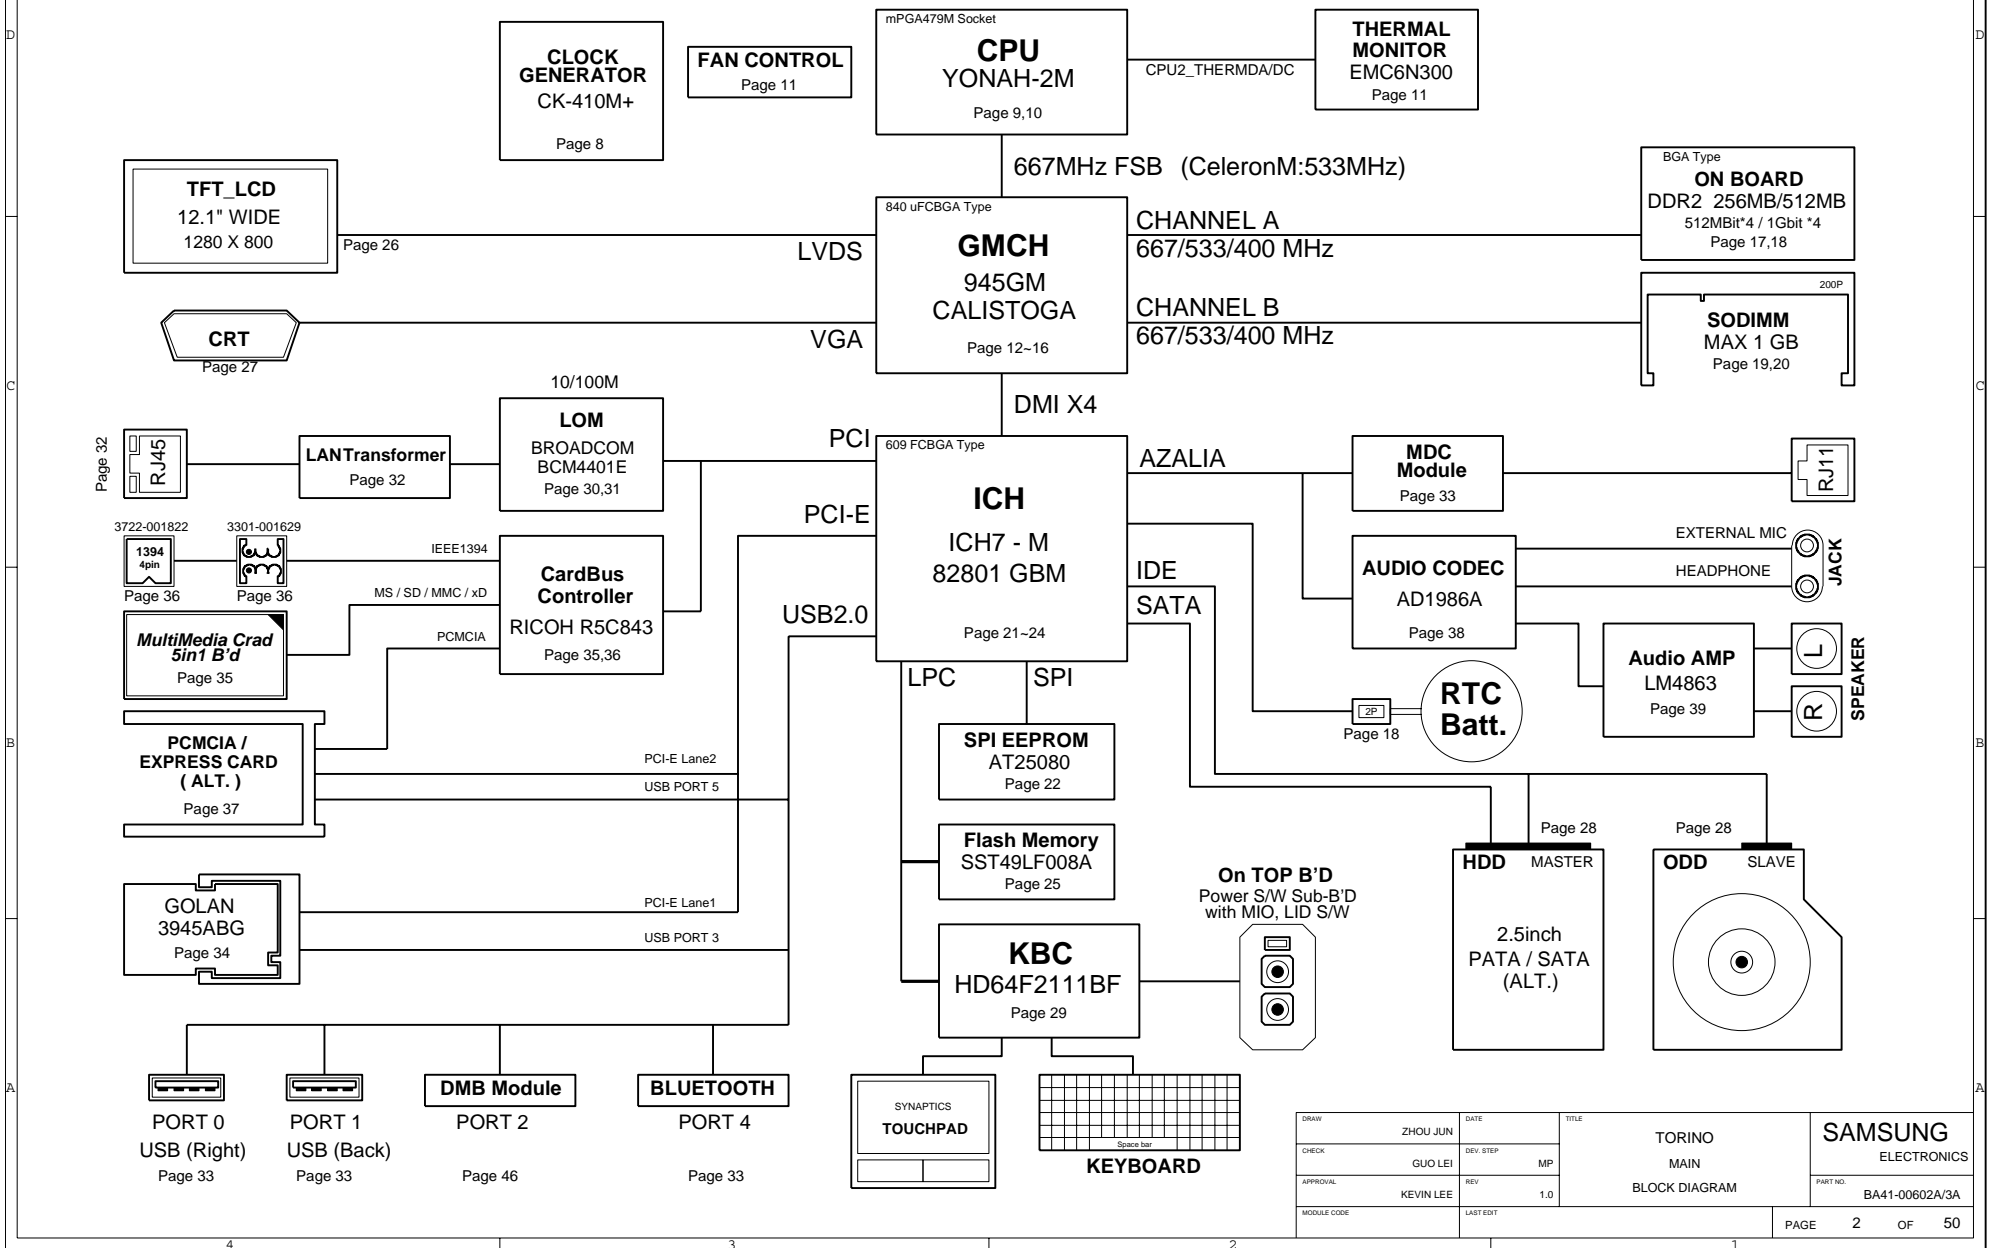 mPGA479M Socket
CPU
YONAH-2M
Page 9,10
CLOCK
GENERATOR
CK-410M+
Page 8
FAN CONTROL
Page 11
CPU2_THERMDA/DC
THERMAL
MONITOR
EMC6N300
Page 11
D
D
667MHz FSB (CeleronM:533MHz)
TFT_LCD
12.1" WIDE
1280 X 800
Page 26
LVDS
840 uFCBGA Type
GMCH
945GM
CALISTOGA
Page 12~16
CHANNEL A
667/533/400 MHz
CHANNEL B
667/533/400 MHz
BGA Type
ON BOARD
DDR2 256MB/512MB
512MBit*4 / 1Gbit *4
Page 17,18
200P
SODIMM
MAX 1 GB
Page 19,20
CRT
Page 27
VGA
C
C
DMI X4
10/100M
LOM
BROADCOM
BCM4401E
Page 30,31
LANTransformer
Page 32
RJ45
Page 32
PCI
PCI-E
USB2.0
609 FCBGA Type
ICH
ICH7 - M
82801 GBM
Page 21~24
AZALIA
IDE
SATA
LPC
SPI
MDC
Module
Page 33
RJ11
3722-001822
1394
4pin
Page 36
3301-001629
Page 36
IEEE1394
MS / SD / MMC / xD
PCMCIA
CardBus
Controller
RICOH R5C843
Page 35,36
MultiMedia Crad
5in1 B'd
Page 35
AUDIO CODEC
AD1986A
Page 38
EXTERNAL MIC
HEADPHONE
JACK
Audio AMP
LM4863
Page 39
L
R
SPEAKER
2P
Page 18
RTC
Batt.
B
B
PCMCIA /
EXPRESS CARD
( ALT. )
Page 37
PCI-E Lane2
USB PORT 5
SPI EEPROM
AT25080
Page 22
Flash Memory
SST49LF008A
Page 25
GOLAN
3945ABG
Page 34
PCI-E Lane1
USB PORT 3
KBC
HD64F2111BF
Page 29
On TOP B'D
Power S/W Sub-B'D
with MIO, LID S/W
Page 28
HDD MASTER
2.5inch
PATA / SATA
(ALT.)
Page 28
ODD SLAVE
A
A
PORT 0
USB (Right)
Page 33
PORT 1
USB (Back)
Page 33
DMB Module
PORT 2
Page 46
BLUETOOTH
PORT 4
Page 33
SYNAPTICS
TOUCHPAD
Space bar
KEYBOARD
DRAW
ZHOU JUN
CHECK
GUO LEI
APPROVAL
KEVIN LEE
MODULE CODE
DATE
DEV. STEP
MP
REV
1.0
LAST EDIT
TITLE
TORINO
MAIN
BLOCK DIAGRAM
SAMSUNG
ELECTRONICS
PART NO.
BA41-00602A/3A
PAGE 2 OF 50
4
3
2
1